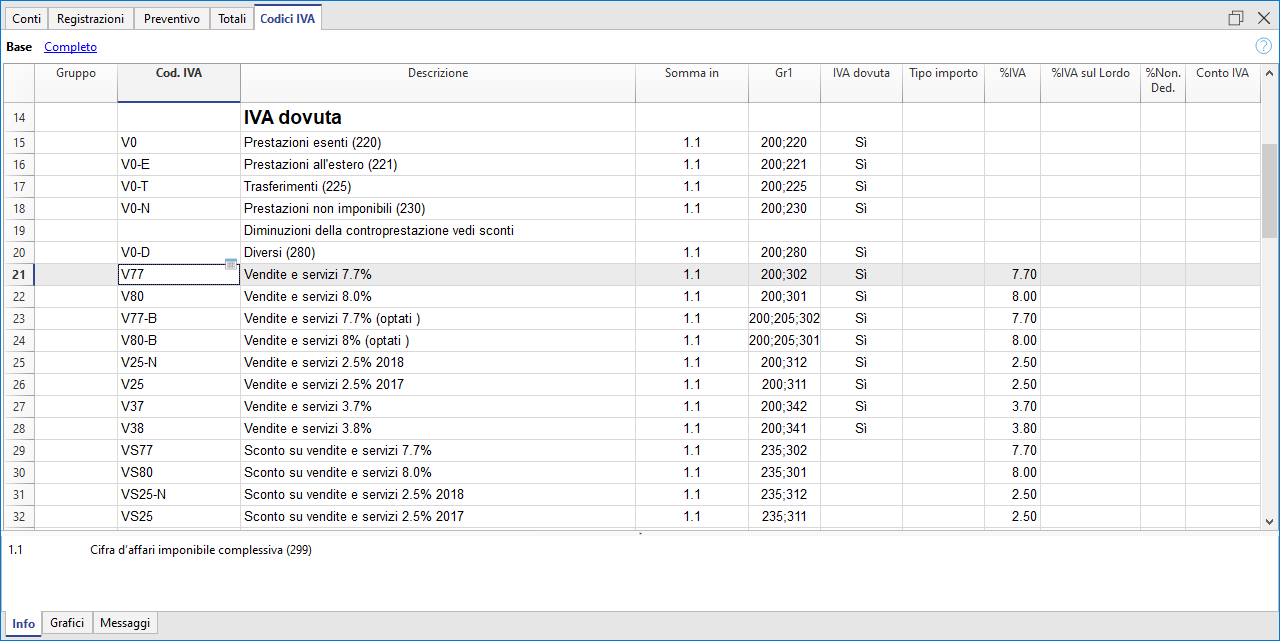 Conti Registrazioni Preventivo Totali Codici IVA
Base Completo
Gruppo Cod. IVA Descrizione Somma in Gr1 IVA dovuta Tipo importo %IVA %IVA sul Lordo %Non. Ded. Conto IVA
14 IVA dovuta
15 V0 Prestazioni esenti (220) 1.1 200;220 Sì
16 V0-E Prestazioni all'estero (221) 1.1 200;221 Sì
17 V0-T Trasferimenti (225) 1.1 200;225 Sì
18 V0-N Prestazioni non imponibili (230) 1.1 200;230 Sì
19 Diminuzioni della controprestazione vedi sconti
20 V0-D Diversi (280) 1.1 200;280 Sì
21 V77 Vendite e servizi 7.7% 1.1 200;302 Sì 7.70
22 V80 Vendite e servizi 8.0% 1.1 200;301 Sì 8.00
23 V77-B Vendite e servizi 7.7% (optati ) 1.1 200;205;302 Sì 7.70
24 V80-B Vendite e servizi 8% (optati ) 1.1 200;205;301 Sì 8.00
25 V25-N Vendite e servizi 2.5% 2018 1.1 200;312 Sì 2.50
26 V25 Vendite e servizi 2.5% 2017 1.1 200;311 Sì 2.50
27 V37 Vendite e servizi 3.7% 1.1 200;342 Sì 3.70
28 V38 Vendite e servizi 3.8% 1.1 200;341 Sì 3.80
29 VS77 Sconto su vendite e servizi 7.7% 1.1 235;302 7.70
30 VS80 Sconto su vendite e servizi 8.0% 1.1 235;301 8.00
31 VS25-N Sconto su vendite e servizi 2.5% 2018 1.1 235;312 2.50
32 VS25 Sconto su vendite e servizi 2.5% 2017 1.1 235;311 2.50
1.1 Cifra d'affari imponibile complessiva (299)
Info Grafici Messaggi